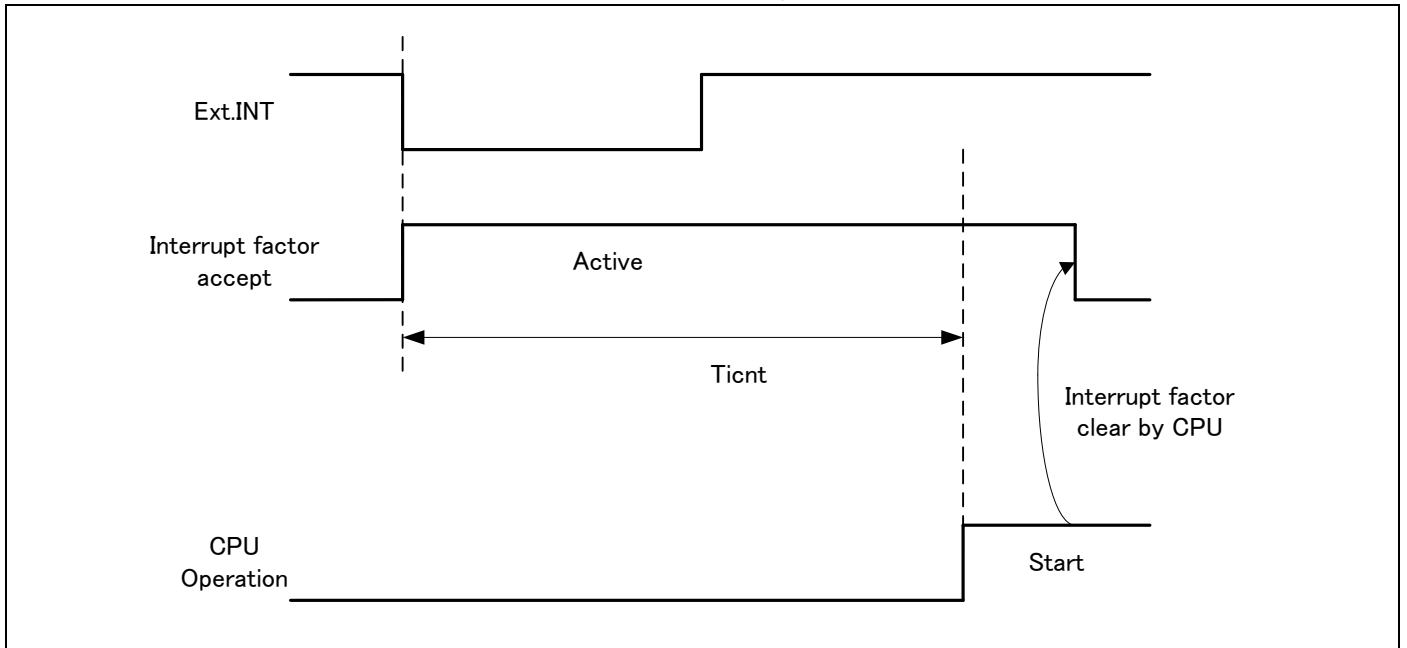 Ext.INT
Interrupt factor
accept
Active
Ticnt
Interrupt factor
clear by CPU
CPU
Operation
Start